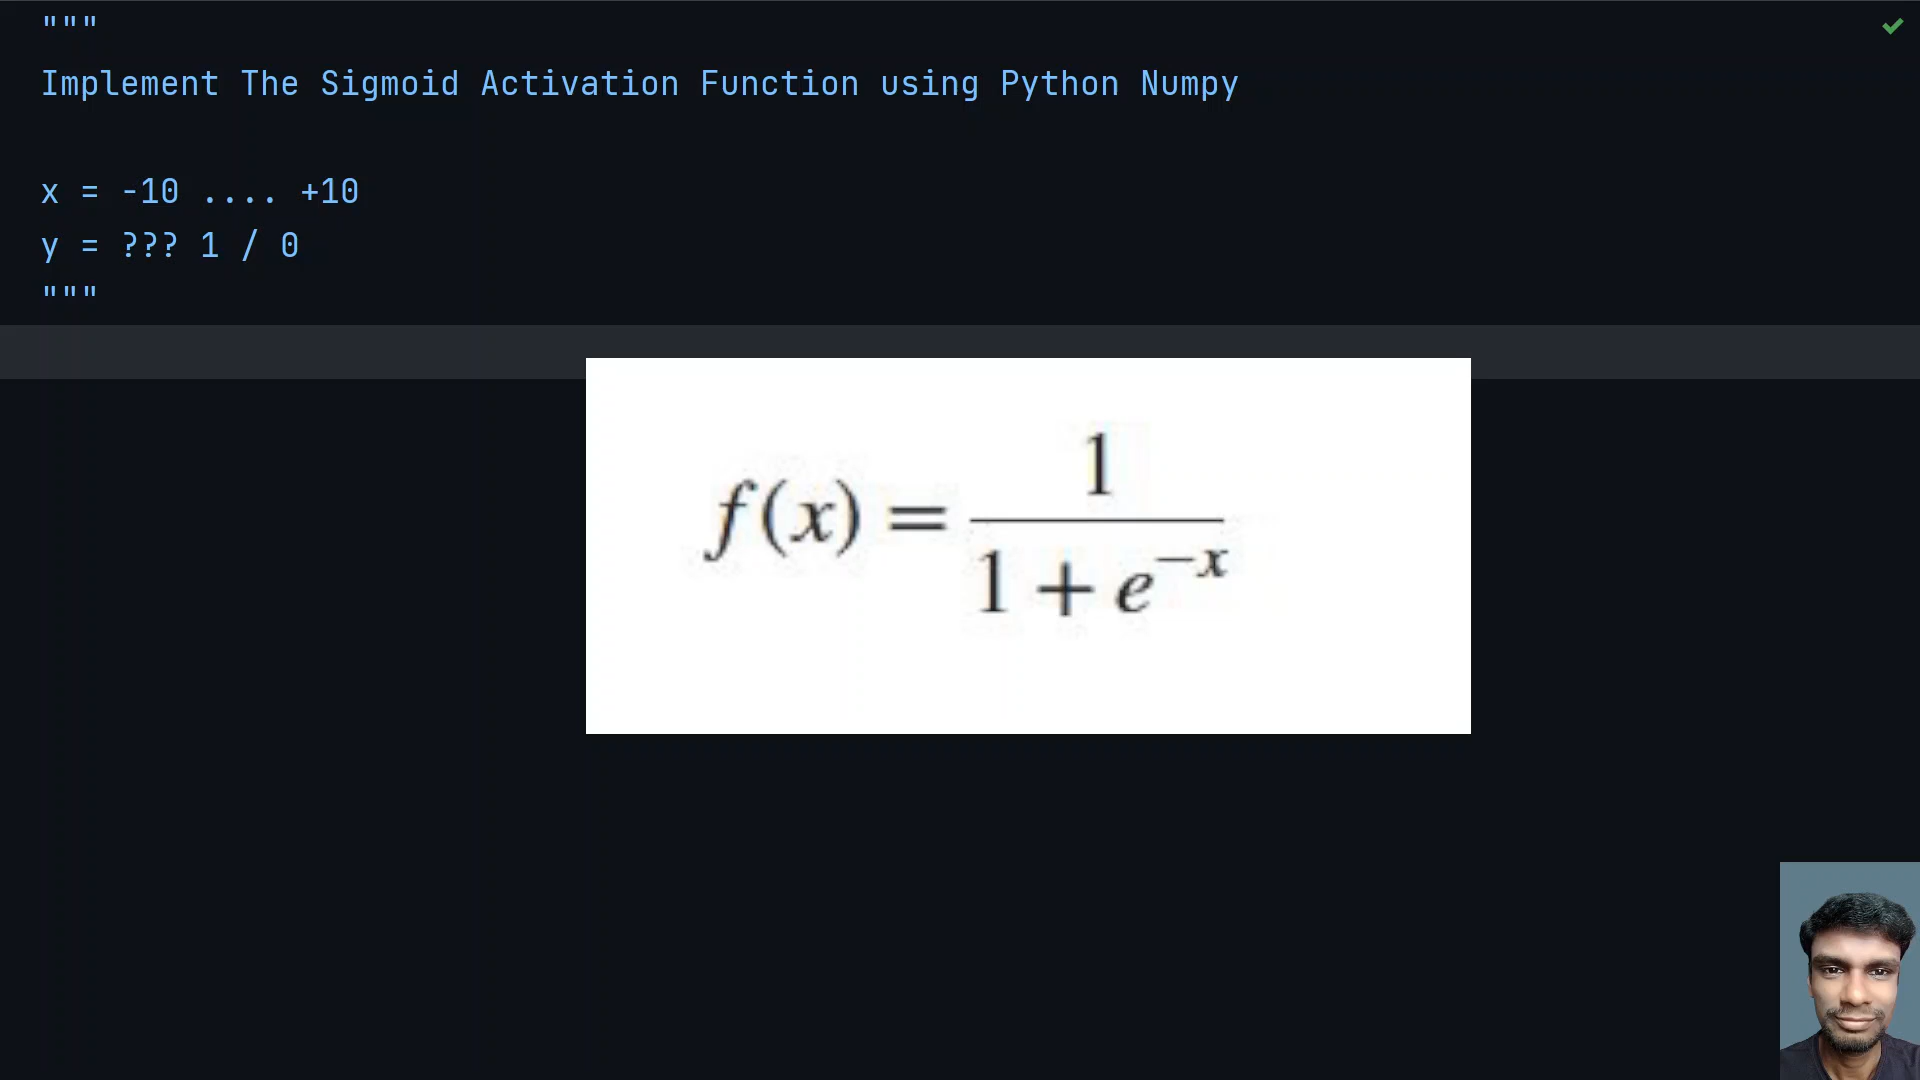 """
Implement The Sigmoid Activation Function using Python Numpy
x = -10 .... +10
y = ??? 1 / 0
"""
f(x) = 1 / 1 + e^-x